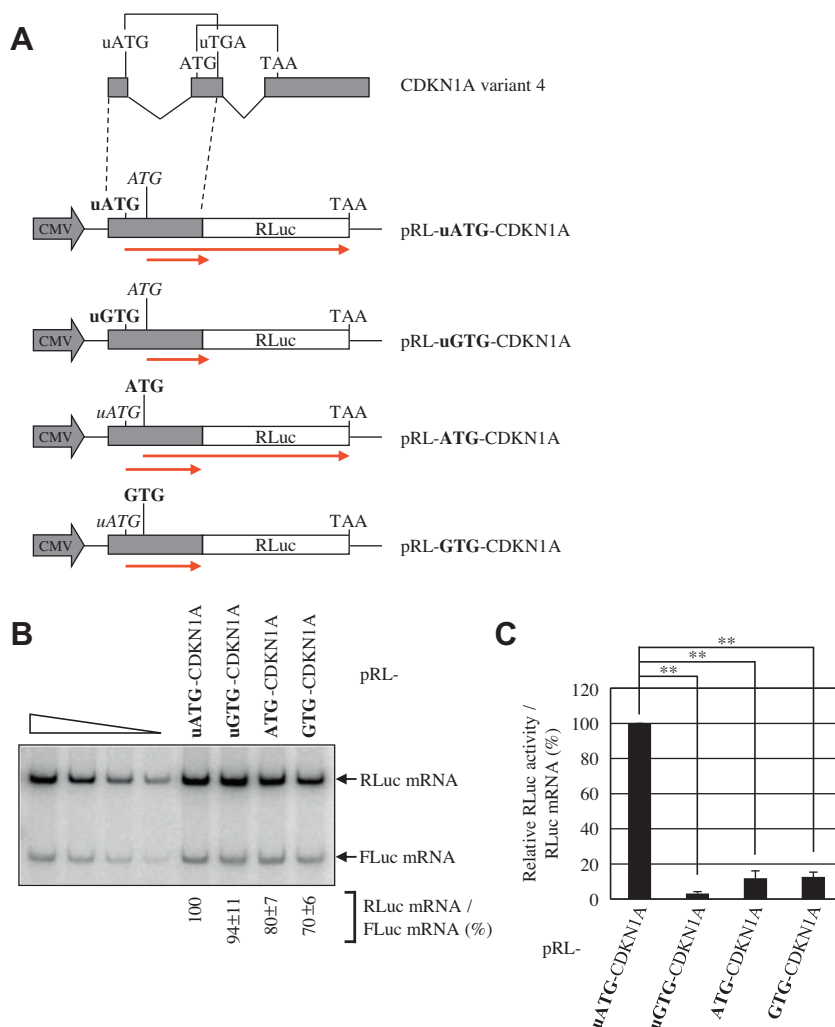 A
uATG
uTGA
ATG
TAA
CDKN1A variant 4
ATG
uATG
TAA
CMV
RLuc
pRL-uATG-CDKN1A
ATG
uGTG
TAA
CMV
RLuc
pRL-uGTG-CDKN1A
ATG
uATG
TAA
CMV
RLuc
pRL-ATG-CDKN1A
GTG
uATG
TAA
CMV
RLuc
pRL-GTG-CDKN1A
B
uATG-CDKN1A
uGTG-CDKN1A
ATG-CDKN1A
GTG-CDKN1A
pRL-
RLuc mRNA
FLuc mRNA
100
94±11
80±7
70±6
RLuc mRNA /
FLuc mRNA (%)
C
**
**
**
Relative RLuc activity /
RLuc mRNA (%)
120
100
80
60
40
20
0
pRL-
uATG-CDKN1A
uGTG-CDKN1A
ATG-CDKN1A
GTG-CDKN1A